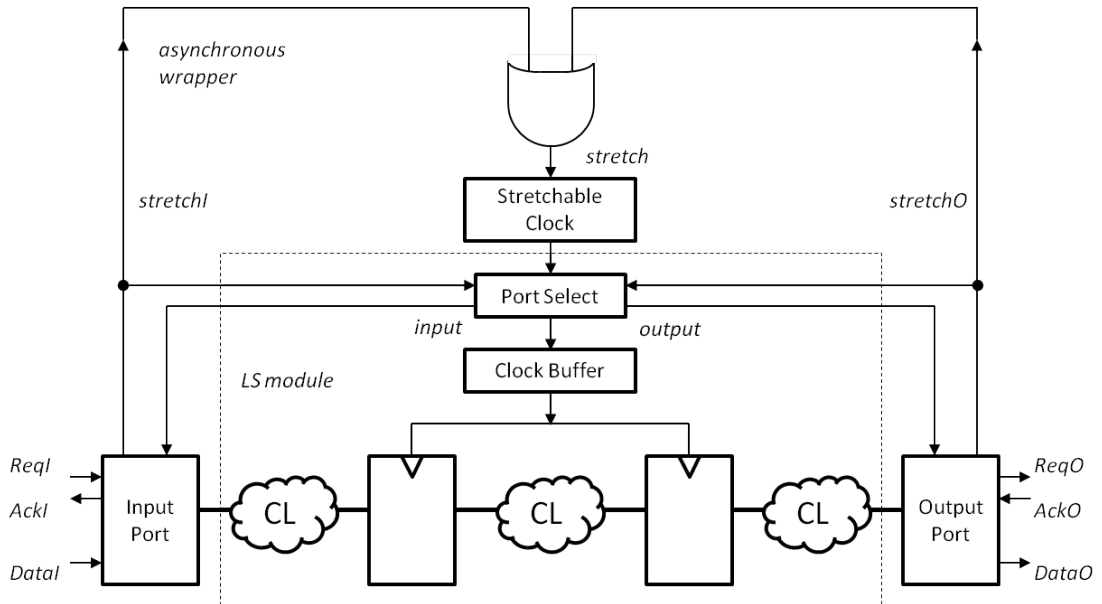 asynchronous
wrapper
stretch
stretchI
Stretchable
Clock
stretchO
Port Select
input
output
LS module
Clock Buffer
ReqI
AckI
DataI
Input
Port
CL
CL
CL
Output
Port
ReqO
AckO
DataO